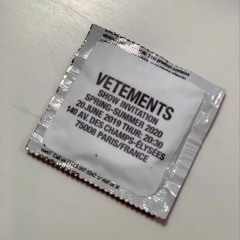 VETEMENTS
SHOW INVITATION
SPRING-SUMMER 2020
20 JUNE 2019 THUR. 20:30
140 AV. DES CHAMPS-ÉLYSÉES
75008 PARIS/FRANCE